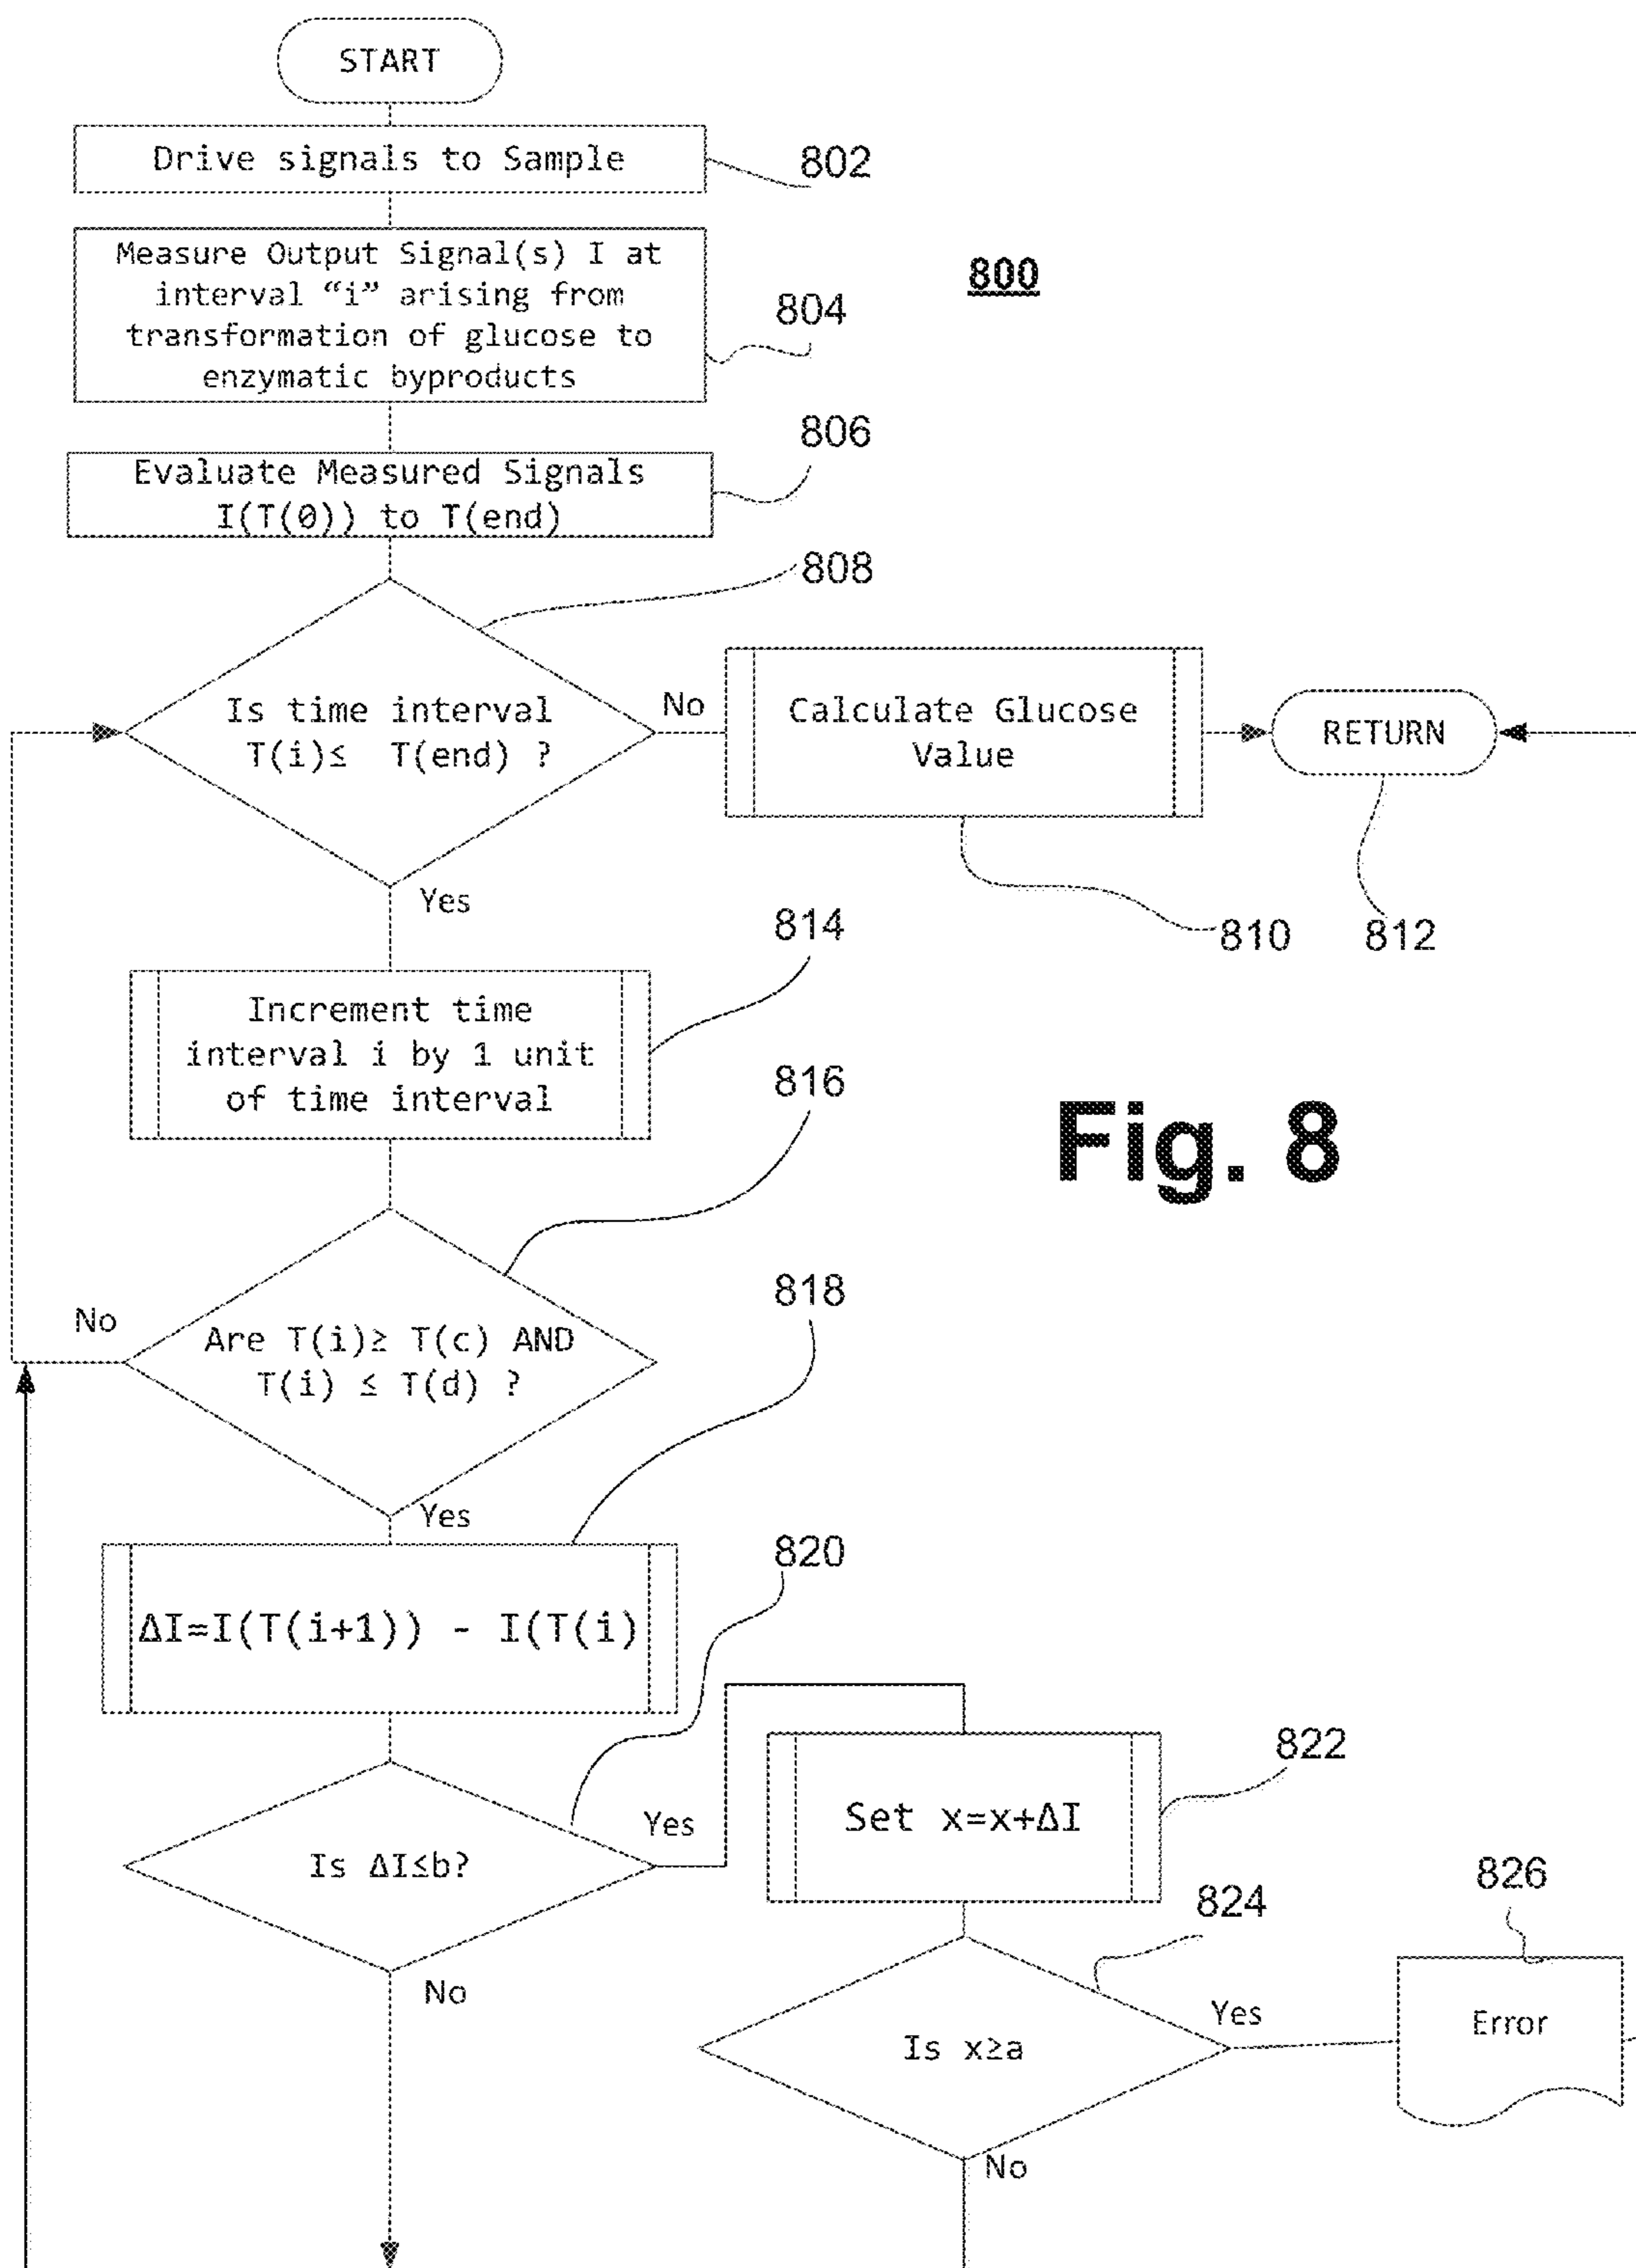 START
Drive signals to Sample
802
Measure Output Signal(s) I at
interval “i” arising from
transformation of glucose to
enzymatic byproducts
804
800
Evaluate Measured Signals
I(T(0)) to T(end)
806
808
Is time interval
T(i)≤ T(end) ?
No
Calculate Glucose
Value
RETURN
Yes
810
812
814
Increment time
interval i by 1 unit
of time interval
816
Fig. 8
No
Are T(i)≥ T(c) AND
T(i) ≤ T(d) ?
818
Yes
820
ΔI=I(T(i+1)) - I(T(i)
822
Set x=x+ΔI
Yes
Is ΔI≤b?
824
826
No
Is x≥a
Yes
Error
No